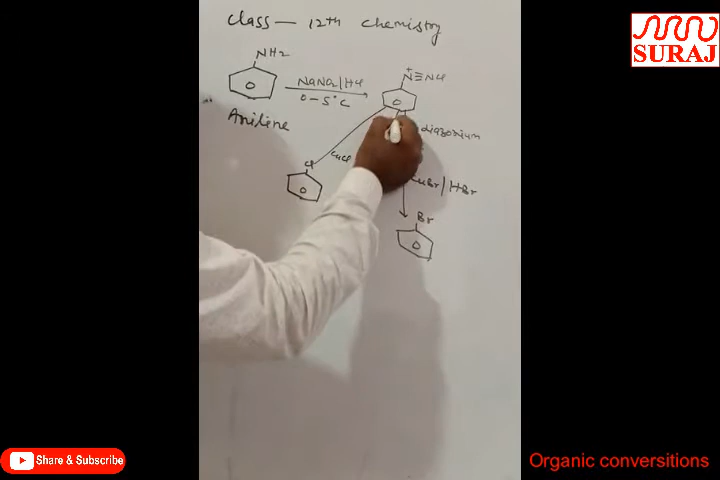 Class — 12th Chemistry
SURAJ
NH2
N≡NCl
+
NaNO2/HCl
0-5°C
Aniline
diazonium
Cl
CuCl
CuBr/HBr
Br
Share & Subscribe
Organic conversitions